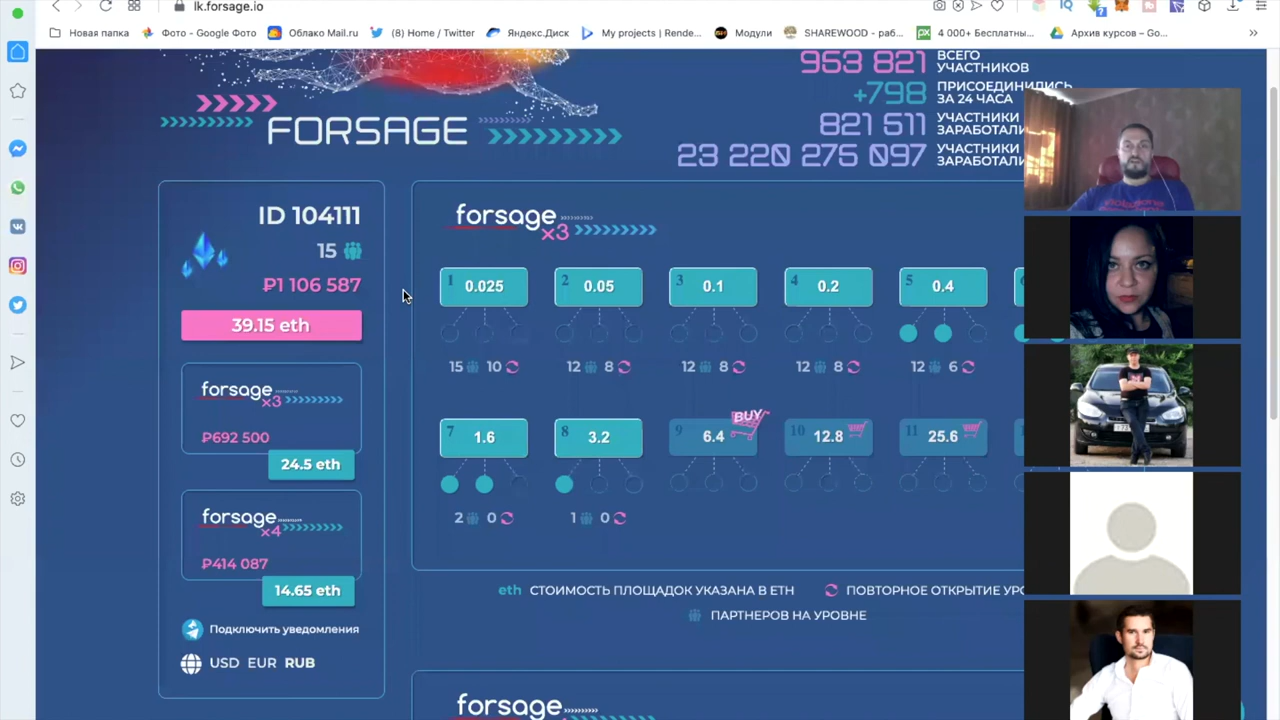 lk.forsage.io
Новая папка
Фото - Google Фото
Облако Mail.ru
(8) Home / Twitter
Яндекс.Диск
My projects | Rende...
Модули
SHAREWOOD - раб...
4 000+ Бесплатны...
Архив курсов – Go...
953 821 ВСЕГО УЧАСТНИКОВ
+798 ПРИСОЕДИНИЛИСЬ ЗА 24 ЧАСА
821 511 УЧАСТНИКИ ЗАРАБОТАЛИ
23 220 275 097 УЧАСТНИКИ ЗАРАБОТАЛИ
FORSAGE
ID 104111
15
₽1 106 587
39.15 eth
forsage x3
₽692 500
24.5 eth
forsage x4
₽414 087
14.65 eth
Подключить уведомления
USD EUR RUB
forsage x3
1 0.025
2 0.05
3 0.1
4 0.2
5 0.4
15 10
12 8
12 8
12 8
12 6
7 1.6
8 3.2
9 6.4 BUY
10 12.8
11 25.6
2 0
1 0
eth СТОИМОСТЬ ПЛОЩАДОК УКАЗАНА В ETH
ПОВТОРНОЕ ОТКРЫТИЕ
ПАРТНЕРОВ НА УРОВНЕ
forsage